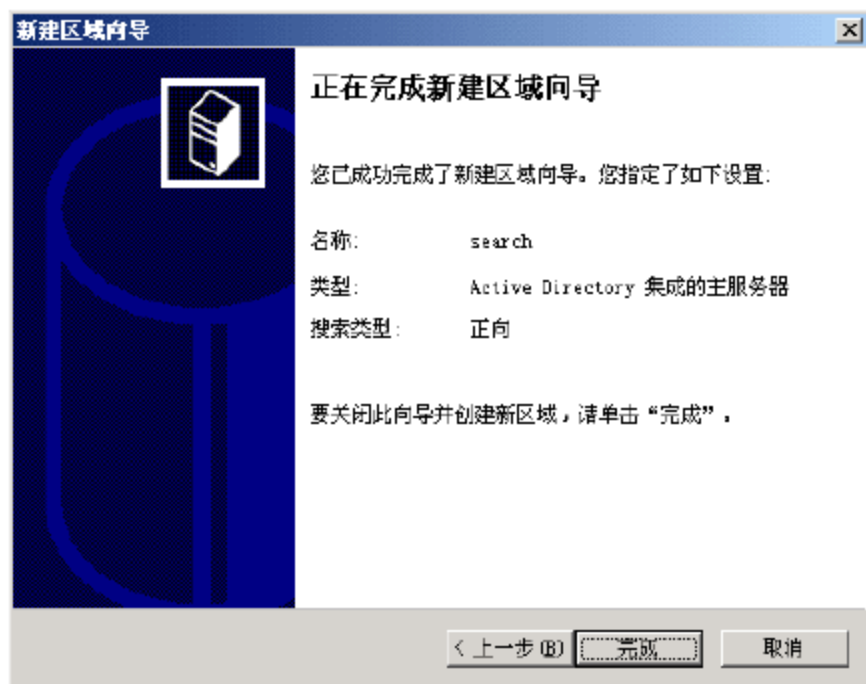 新建区域向导
正在完成新建区域向导
您已成功完成了新建区域向导。您指定了如下设置:
名称: search
类型: Active Directory 集成的主服务器
搜索类型: 正向
要关闭此向导并创建新区域，请单击“完成”。
< 上一步(B) 完成 取消